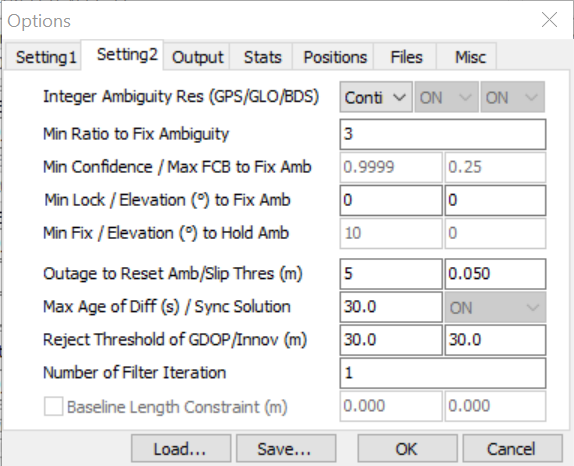 Options
Setting1 Setting2 Output Stats Positions Files Misc
Integer Ambiguity Res (GPS/GLO/BDS) Conti ON ON
Min Ratio to Fix Ambiguity 3
Min Confidence / Max FCB to Fix Amb 0.9999 0.25
Min Lock / Elevation (°) to Fix Amb 0 0
Min Fix / Elevation (°) to Hold Amb 10 0
Outage to Reset Amb/Slip Thres (m) 5 0.050
Max Age of Diff (s) / Sync Solution 30.0 ON
Reject Threshold of GDOP/Innov (m) 30.0 30.0
Number of Filter Iteration 1
Baseline Length Constraint (m) 0.000 0.000
Load... Save... OK Cancel